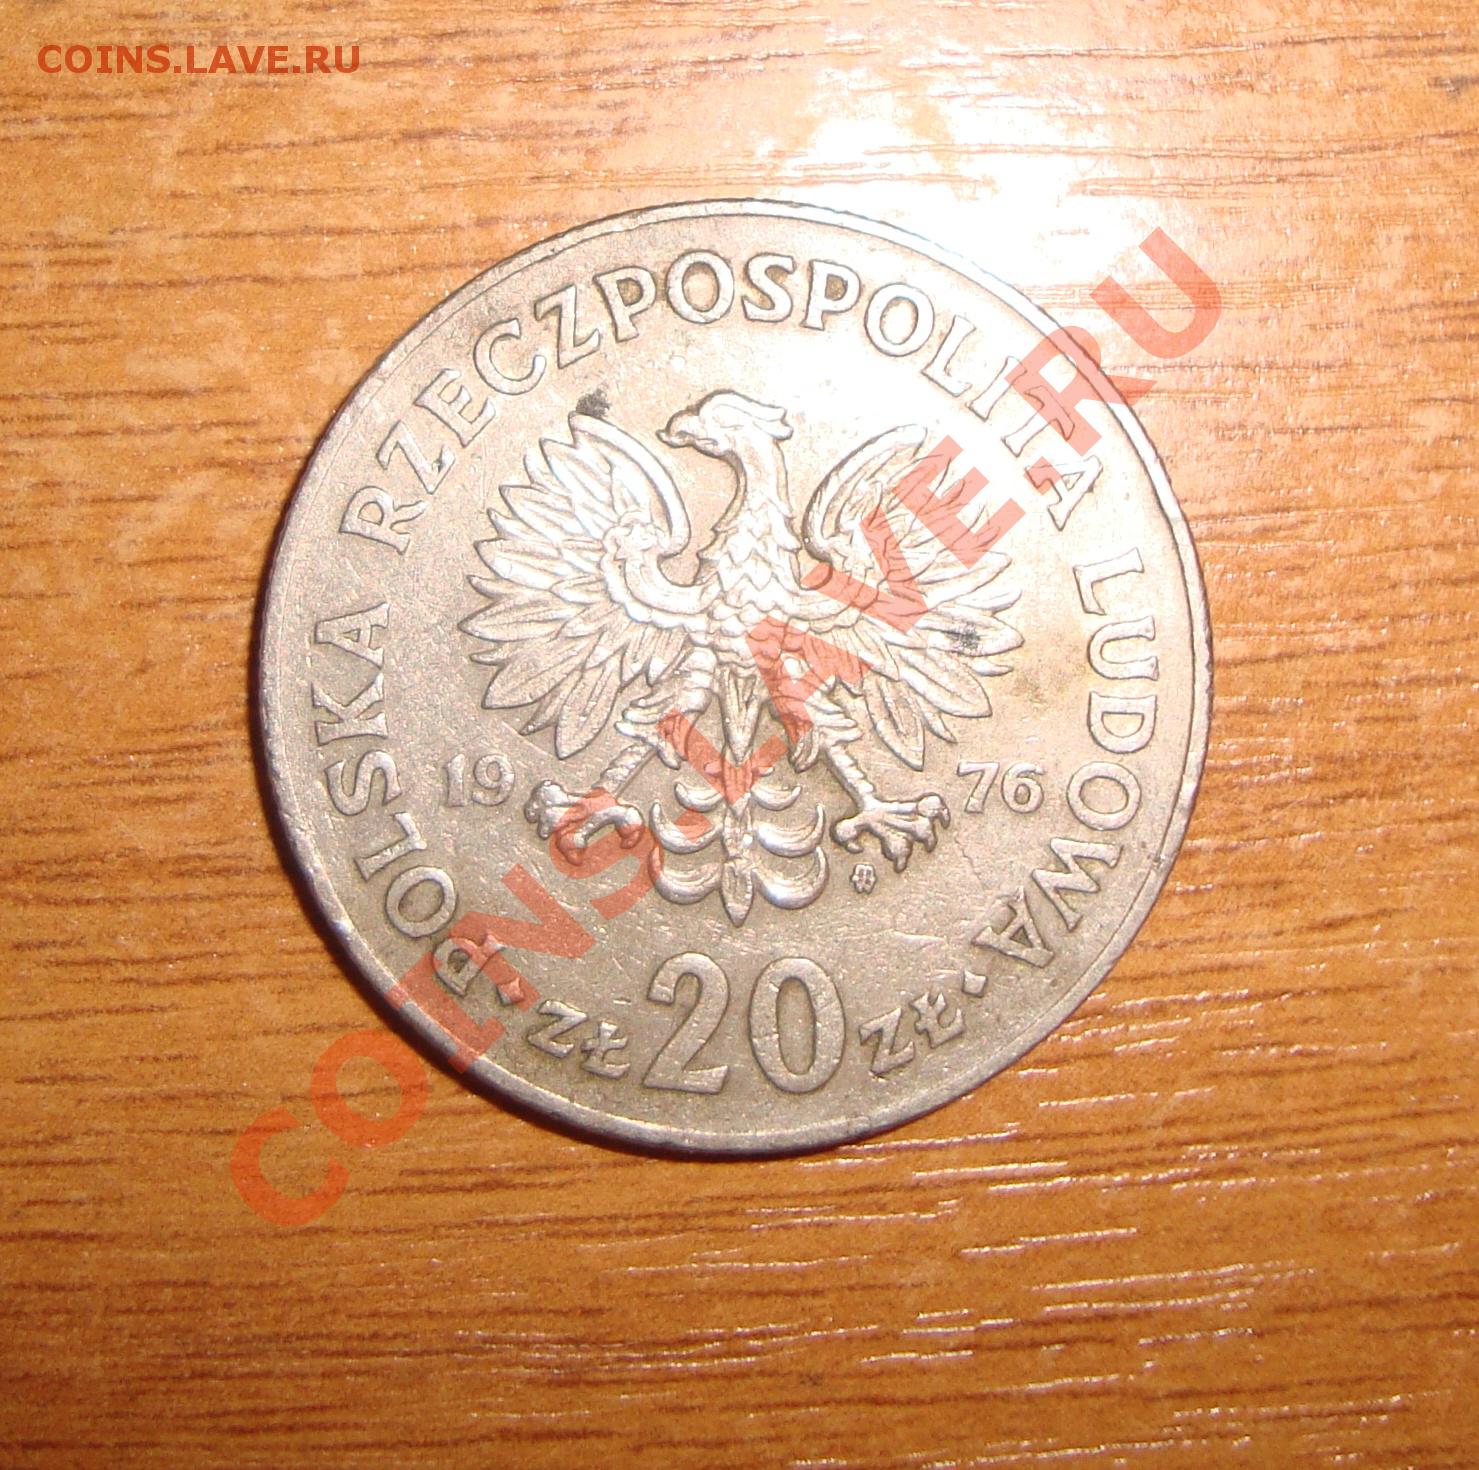 COINS.LAVE.RU
POLSKA RZECZPOSPOLITA LUDOWA
19 76
ZŁ 20 ZŁ
COINS.LAVE.RU